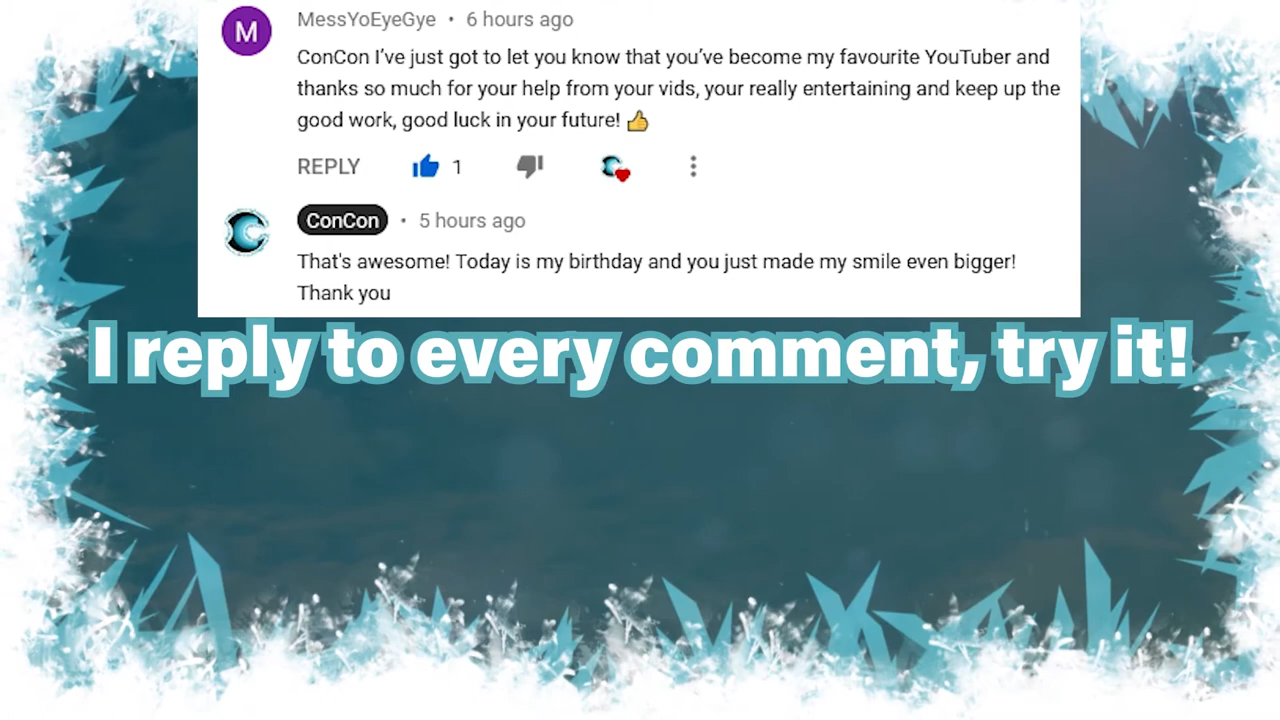 M
MessYoEyeGye • 6 hours ago
ConCon I’ve just got to let you know that you’ve become my favourite YouTuber and
thanks so much for your help from your vids, your really entertaining and keep up the
good work, good luck in your future! 👍
REPLY 1
ConCon • 5 hours ago
That's awesome! Today is my birthday and you just made my smile even bigger!
Thank you
I reply to every comment, try it!